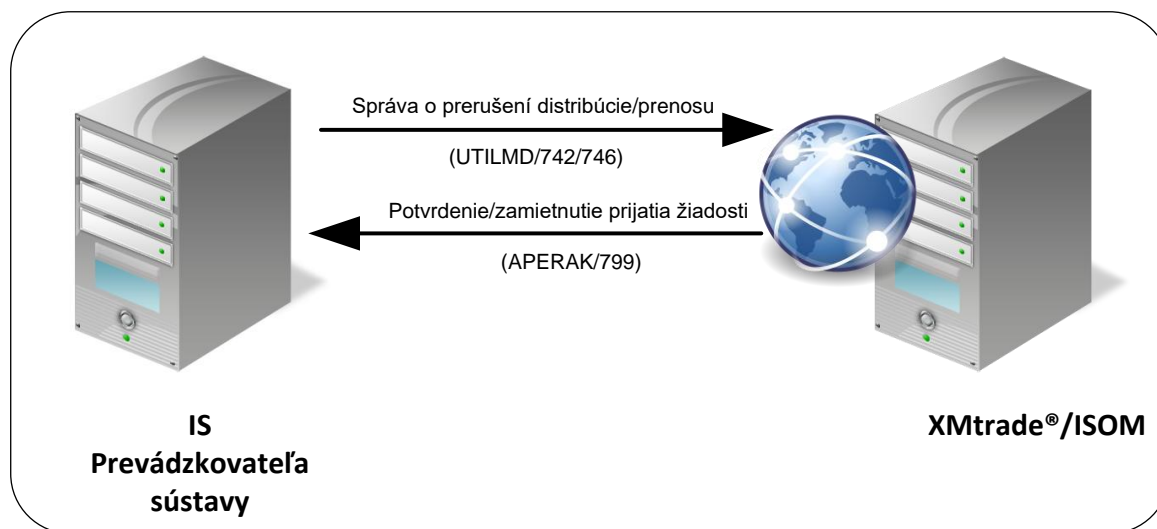 Správa o prerušení distribúcie/prenosu
(UTILMD/742/746)
Potvrdenie/zamietnutie prijatia žiadosti
(APERAK/799)
IS
Prevádzkovateľa
sústavy
XMtrade®/ISOM